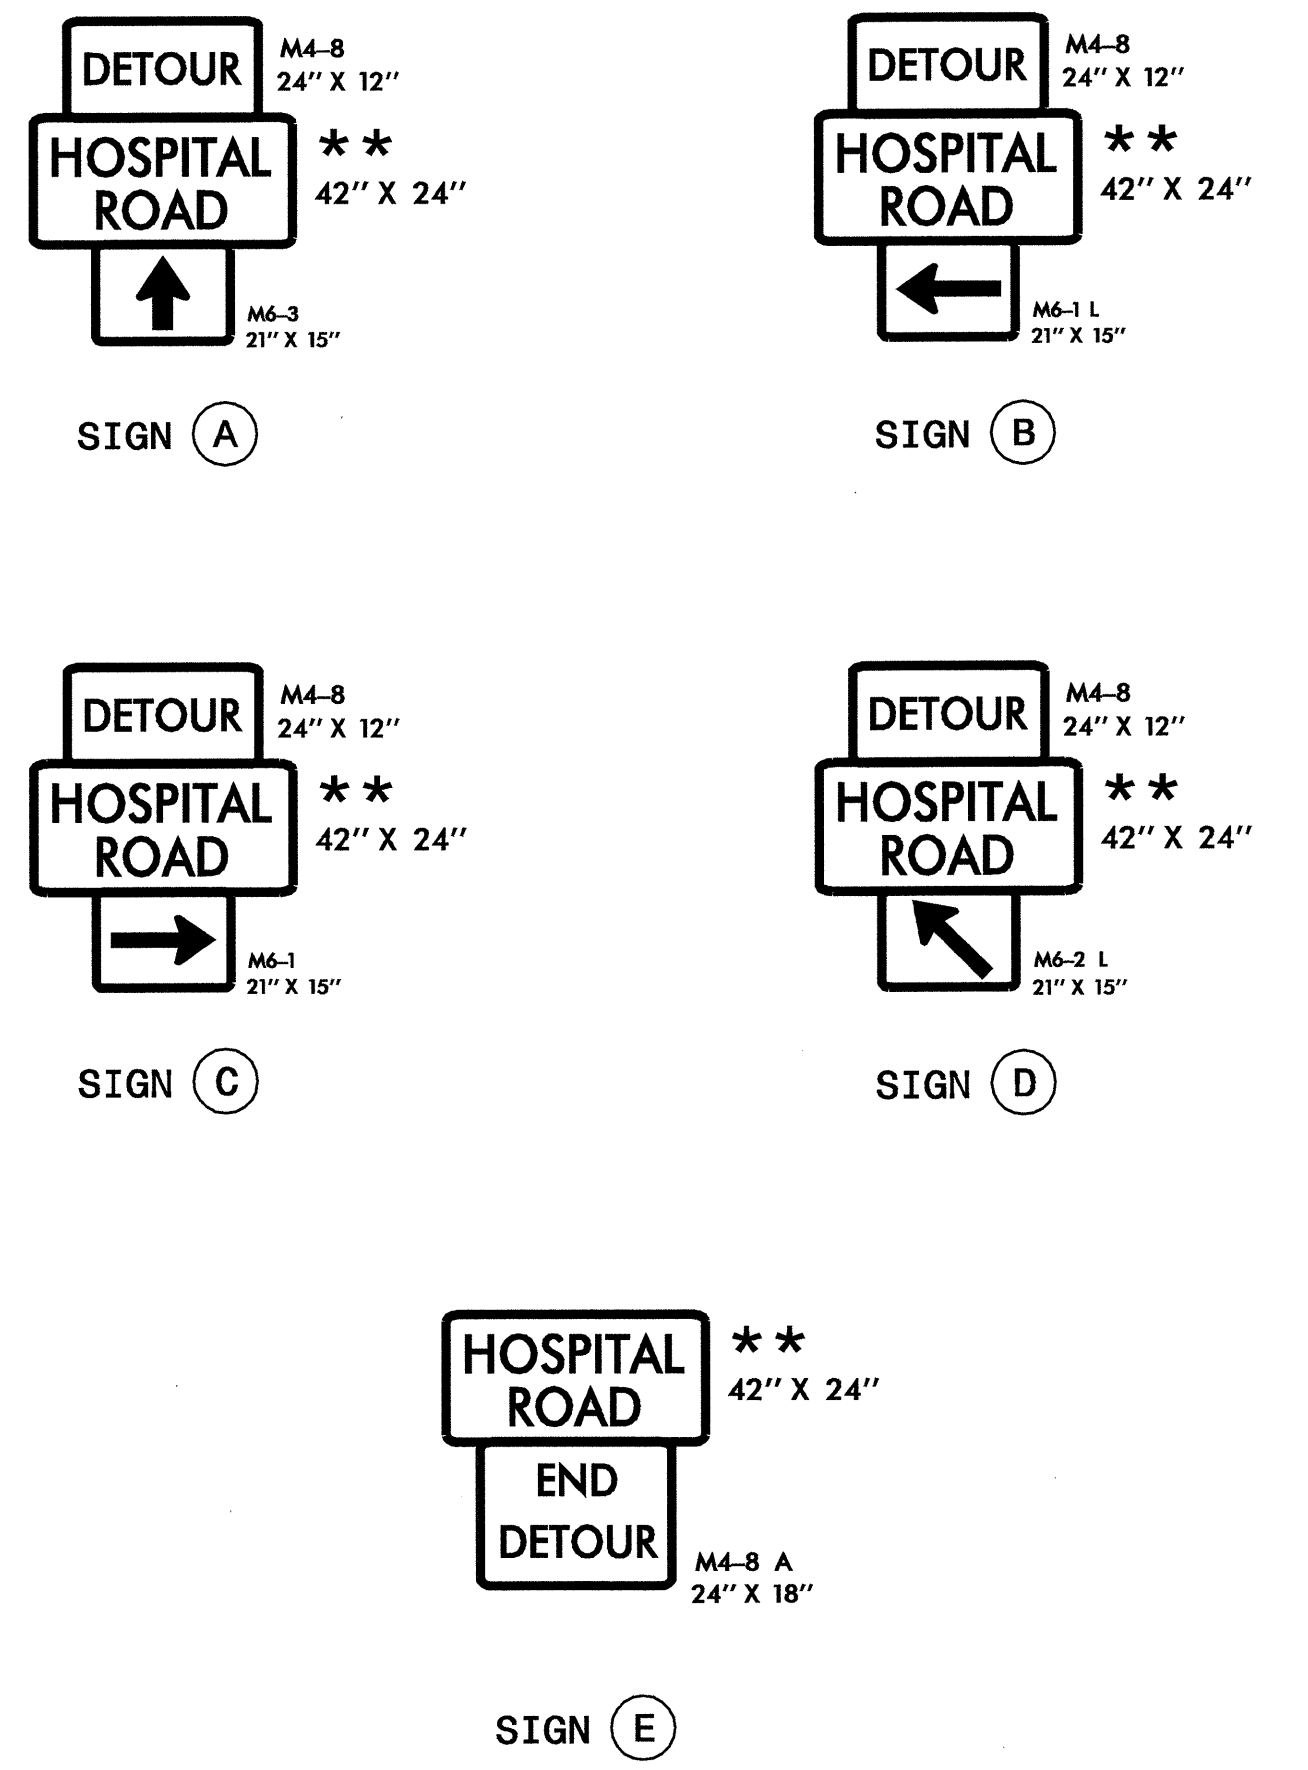 DETOUR
M4-8
24" X 12"
HOSPITAL
ROAD
**
42" X 24"
M6-3
21" X 15"
SIGN A
DETOUR
M4-8
24" X 12"
HOSPITAL
ROAD
**
42" X 24"
M6-1 L
21" X 15"
SIGN B
DETOUR
M4-8
24" X 12"
HOSPITAL
ROAD
**
42" X 24"
M6-1
21" X 15"
SIGN C
DETOUR
M4-8
24" X 12"
HOSPITAL
ROAD
**
42" X 24"
M6-2 L
21" X 15"
SIGN D
HOSPITAL
ROAD
**
42" X 24"
END
DETOUR
M4-8 A
24" X 18"
SIGN E